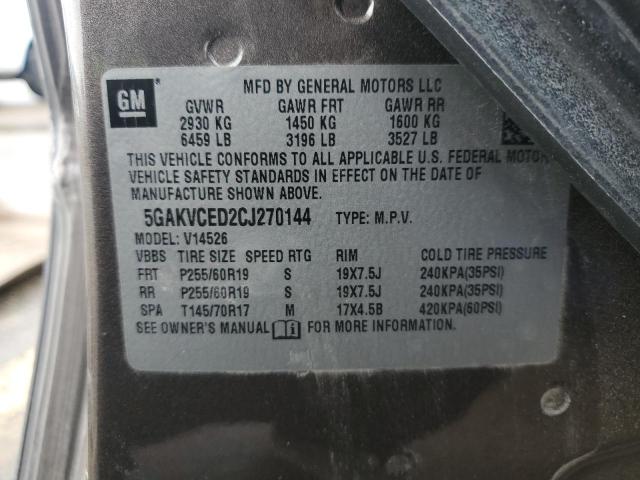 GM
MFD BY GENERAL MOTORS LLC
GVWR GAWR FRT GAWR RR
2930 KG 1450 KG 1600 KG
6459 LB 3196 LB 3527 LB
THIS VEHICLE CONFORMS TO ALL APPLICABLE U.S. FEDERAL MOTOR
VEHICLE SAFETY STANDARDS IN EFFECT ON THE DATE OF
MANUFACTURE SHOWN ABOVE.
5GAKVCED2CJ270144 TYPE: M.P.V.
MODEL: V14526
VBBS TIRE SIZE SPEED RTG RIM COLD TIRE PRESSURE
FRT P255/60R19 S 19X7.5J 240KPA(35PSI)
RR P255/60R19 S 19X7.5J 240KPA(35PSI)
SPA T145/70R17 M 17X4.5B 420KPA(60PSI)
SEE OWNER'S MANUAL FOR MORE INFORMATION.